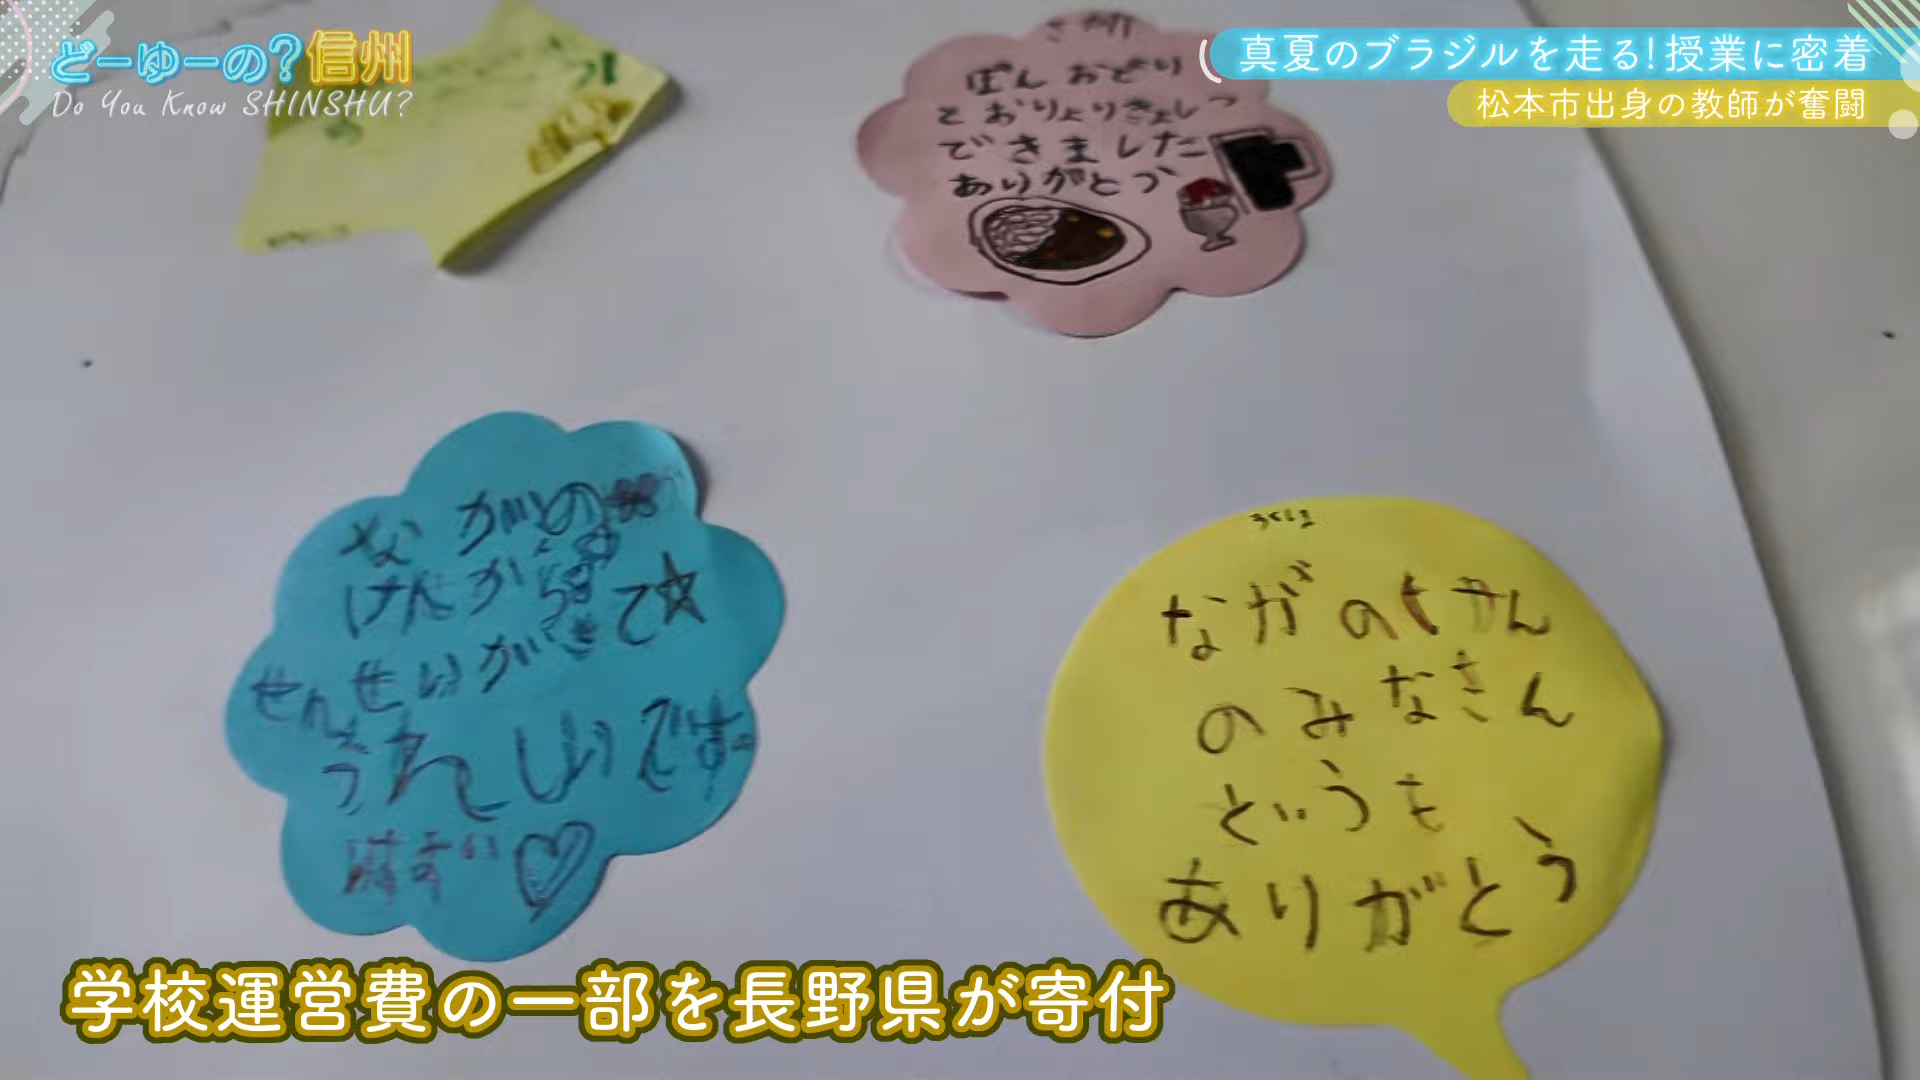 どーゆーの?信州
Do You Know SHINSHU?
真夏のブラジルを走る!授業に密着
松本市出身の教師が奮闘
ぼん おどり
とおりょりきょしつ
できました
ありがとう
ながの
けんから
せんせいがきて☆
うれしいです。
ながのけん
のみなさん
というも
ありがとう
学校運営費の一部を長野県が寄付